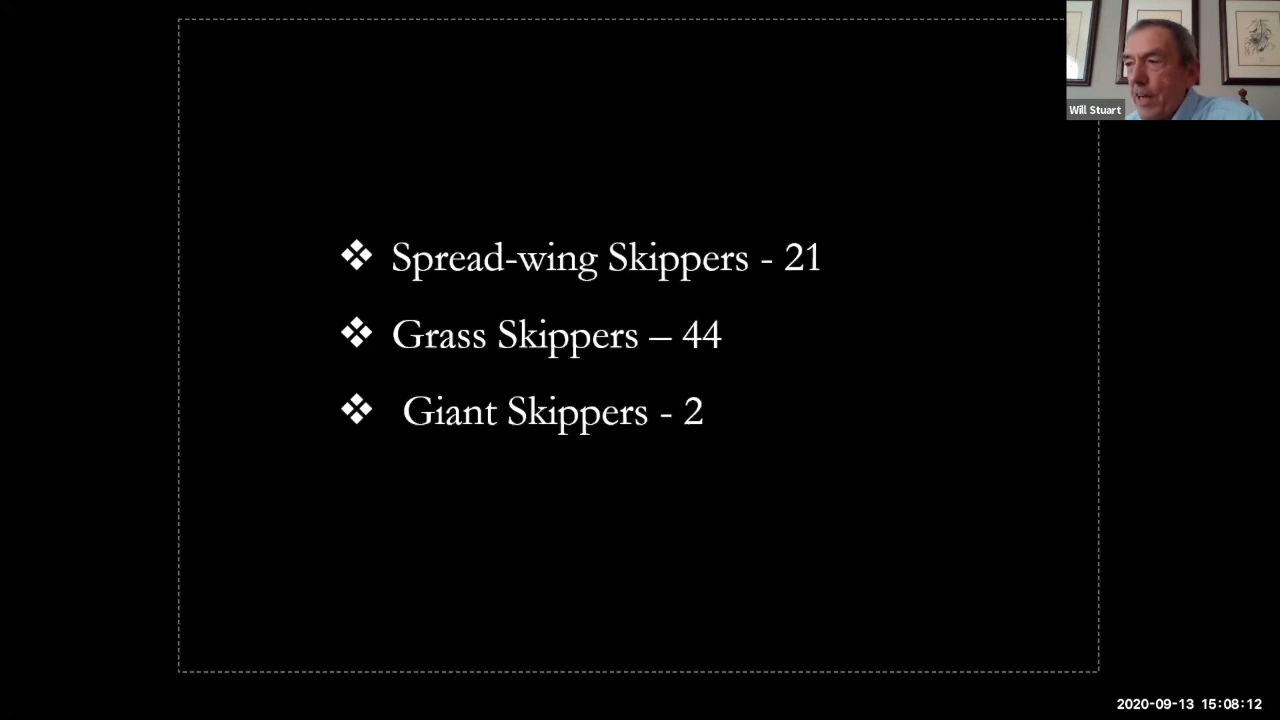 Will Stuart
❖ Spread-wing Skippers - 21
❖ Grass Skippers – 44
❖ Giant Skippers - 2
2020-09-13 15:08:12